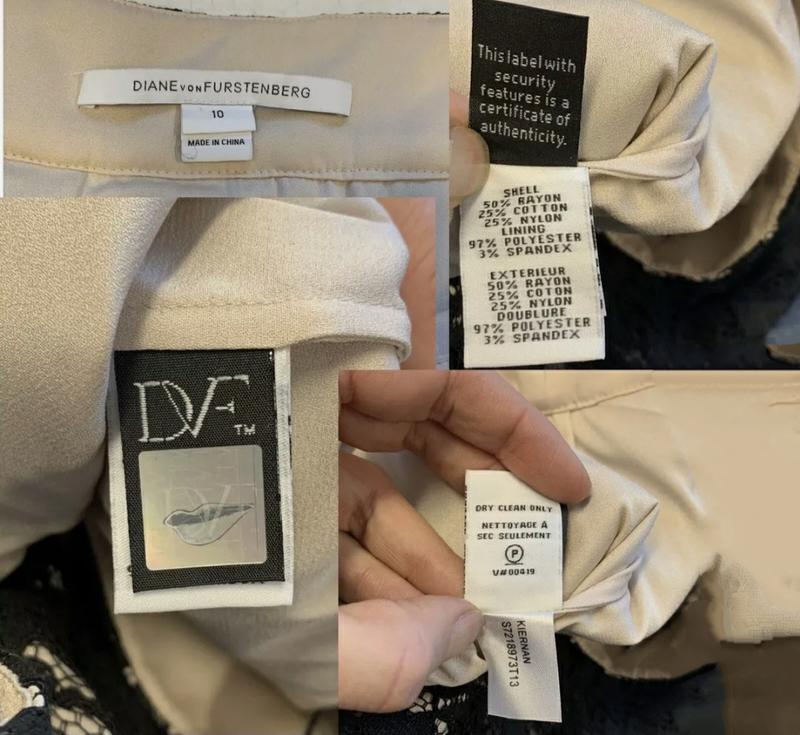 DIANE VON FURSTENBERG
10
MADE IN CHINA
This label with
security
features is a
certificate of
authenticity.
SHELL
50% RAYON
25% COTTON
25% NYLON
LINING
97% POLYESTER
3% SPANDEX
EXTERIEUR
50% RAYON
25% COTON
25% NYLON
DOUBLURE
97% POLYESTER
3% SPANDEX
DVF™
DVF
DRY CLEAN ONLY
NETTOYAGE À
SEC SEULEMENT
P
V#00419
KIERNAN
S7218973T13